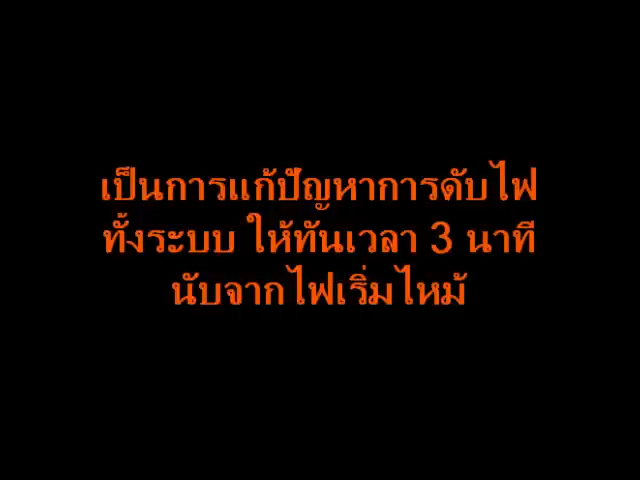 เป็นการแก้ปัญหาการดับไฟ
ทั้งระบบ ให้ทันเวลา 3 นาที
นับจากไฟเริ่มไหม้